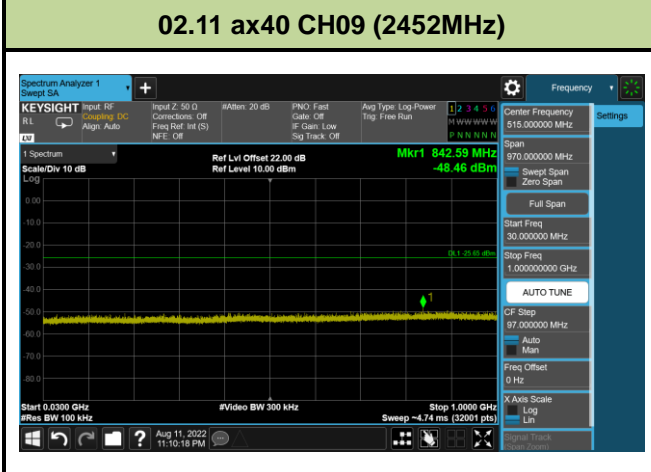 02.11 ax40 CH09 (2452MHz)
Spectrum Analyzer 1
Swept SA
Frequency
KEYSIGHT
RL
LXI
Input: RF
Coupling: DC
Align: Auto
Input Z: 50 Ω
Corrections: Off
Freq Ref: Int (S)
NFE: Off
#Atten: 20 dB
PNO: Fast
Gate: Off
IF Gain: Low
Sig Track: Off
Avg Type: Log-Power
Trig: Free Run
1 2 3 4 5 6
M W W W W W
P N N N N N
1 Spectrum
Scale/Div 10 dB
Log
Ref Lvl Offset 22.00 dB
Ref Level 10.00 dBm
Mkr1 842.59 MHz
-48.46 dBm
0.00
-10.0
-20.0
-30.0
-40.0
-50.0
-60.0
-70.0
-80.0
DL1 -25.65 dBm
1
Start 0.0300 GHz
#Res BW 100 kHz
#Video BW 300 kHz
Stop 1.0000 GHz
Sweep ~4.74 ms (32001 pts)
Center Frequency
515.000000 MHz
Settings
Span
970.000000 MHz
Swept Span
Zero Span
Full Span
Start Freq
30.000000 MHz
Stop Freq
1.000000000 GHz
AUTO TUNE
CF Step
97.000000 MHz
Auto
Man
Freq Offset
0 Hz
X Axis Scale
Log
Lin
Signal Track
(Span Zoom)
?
Aug 11, 2022
11:10:18 PM